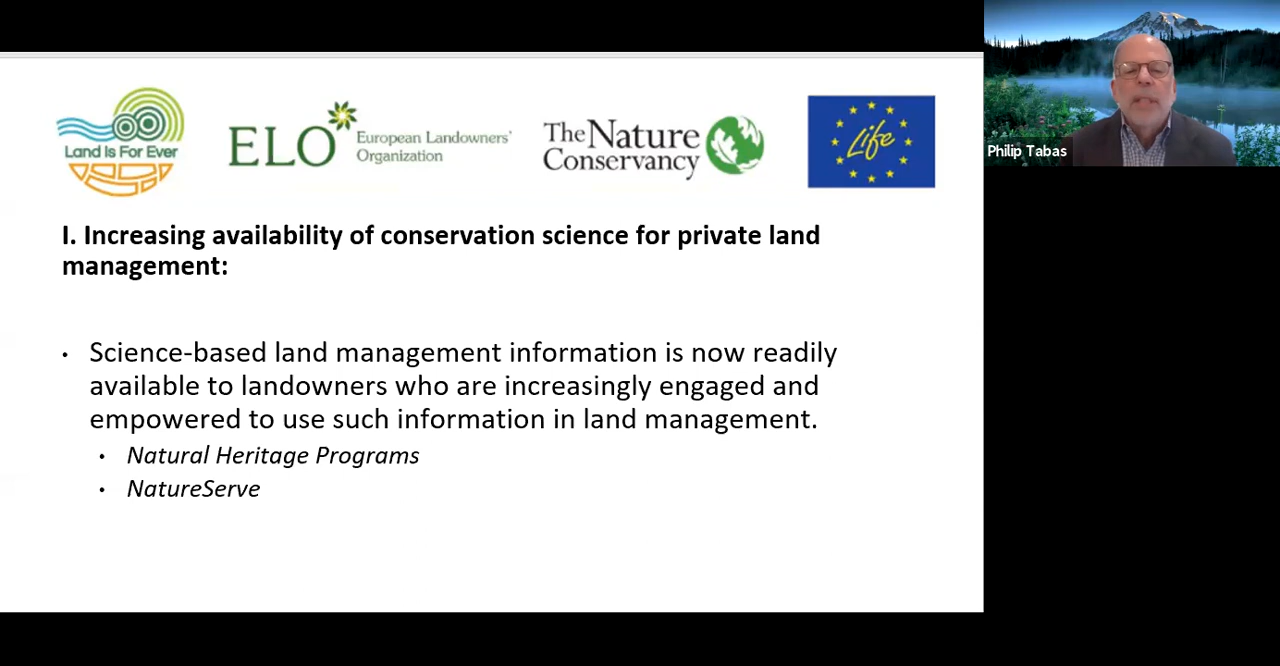 Land Is For Ever
ELO
European Landowners'
Organization
The Nature
Conservancy
Life
Philip Tabas
I. Increasing availability of conservation science for private land
management:
• Science-based land management information is now readily
available to landowners who are increasingly engaged and
empowered to use such information in land management.
• Natural Heritage Programs
• NatureServe